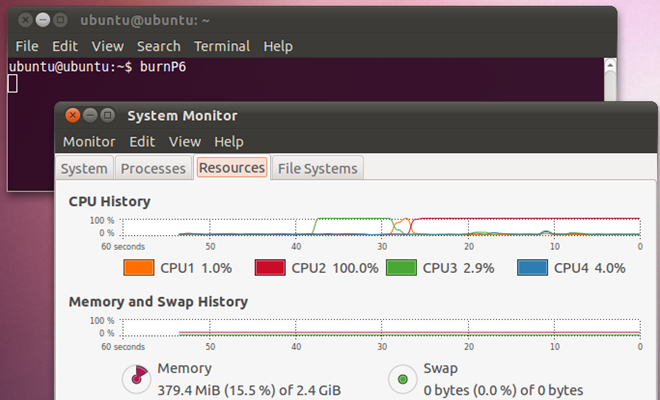 ubuntu@ubuntu: ~
File Edit View Search Terminal Help
ubuntu@ubuntu:~$ burnP6
System Monitor
Monitor Edit View Help
System Processes Resources File Systems
CPU History
100 %
0 %
60 seconds 50 40 30 20 10 0
CPU1 1.0% CPU2 100.0% CPU3 2.9% CPU4 4.0%
Memory and Swap History
100 %
0 %
60 seconds 50 40 30 20 10 0
Memory Swap
379.4 MiB (15.5 %) of 2.4 GiB 0 bytes (0.0 %) of 0 bytes